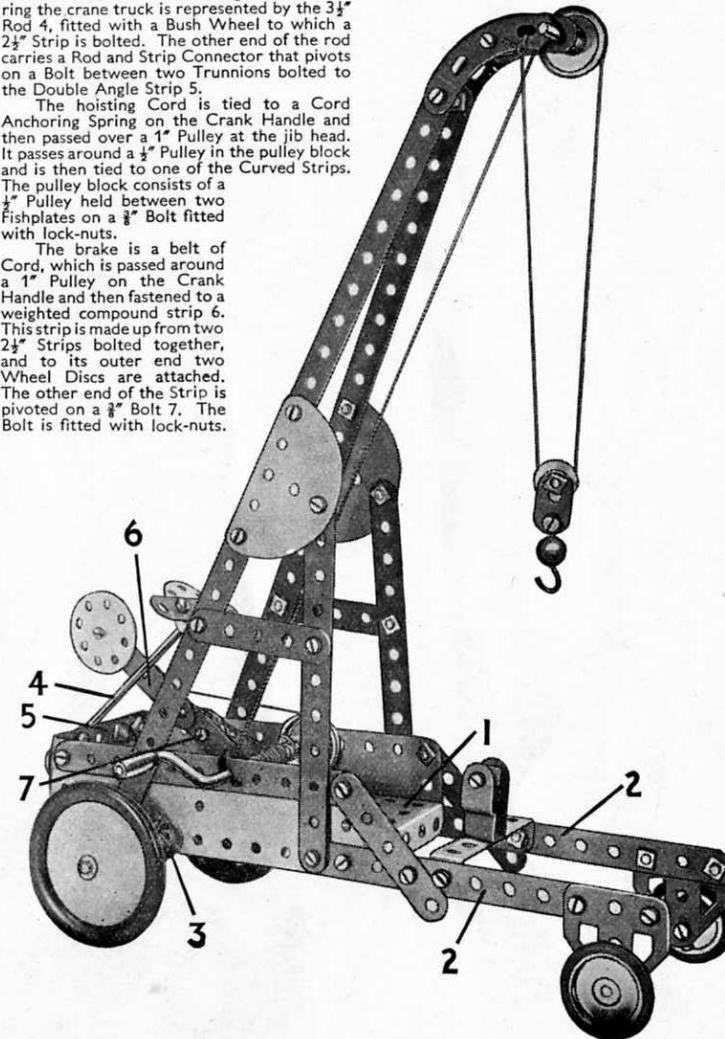 ring the crane truck is represented by the 3½″
Rod 4, fitted with a Bush Wheel to which a
2½″ Strip is bolted. The other end of the rod
carries a Rod and Strip Connector that pivots
on a Bolt between two Trunnions bolted to
the Double Angle Strip 5.
The hoisting Cord is tied to a Cord
Anchoring Spring on the Crank Handle and
then passed over a 1″ Pulley at the jib head.
It passes around a ½″ Pulley in the pulley block
and is then tied to one of the Curved Strips.
The pulley block consists of a
½″ Pulley held between two
Fishplates on a ⅜″ Bolt fitted
with lock-nuts.
The brake is a belt of
Cord, which is passed around
a 1″ Pulley on the Crank
Handle and then fastened to a
weighted compound strip 6.
This strip is made up from two
2½″ Strips bolted together,
and to its outer end two
Wheel Discs are attached.
The other end of the Strip is
pivoted on a ⅜″ Bolt 7. The
Bolt is fitted with lock-nuts.
6
4
5
7
1
2
3
2